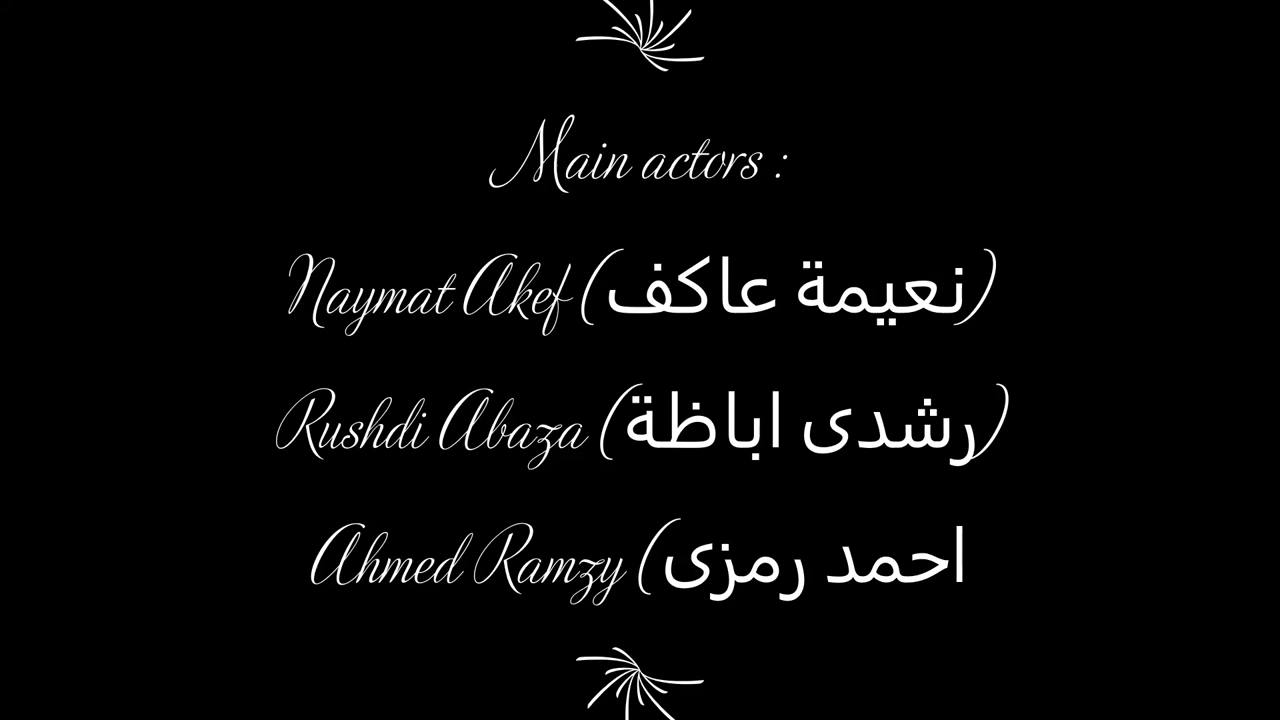 Main actors :
Naymat Akef (نعيمة عاكف)
Rushdi Abaza (رشدى اباظة)
Ahmed Ramzy (احمد رمزى